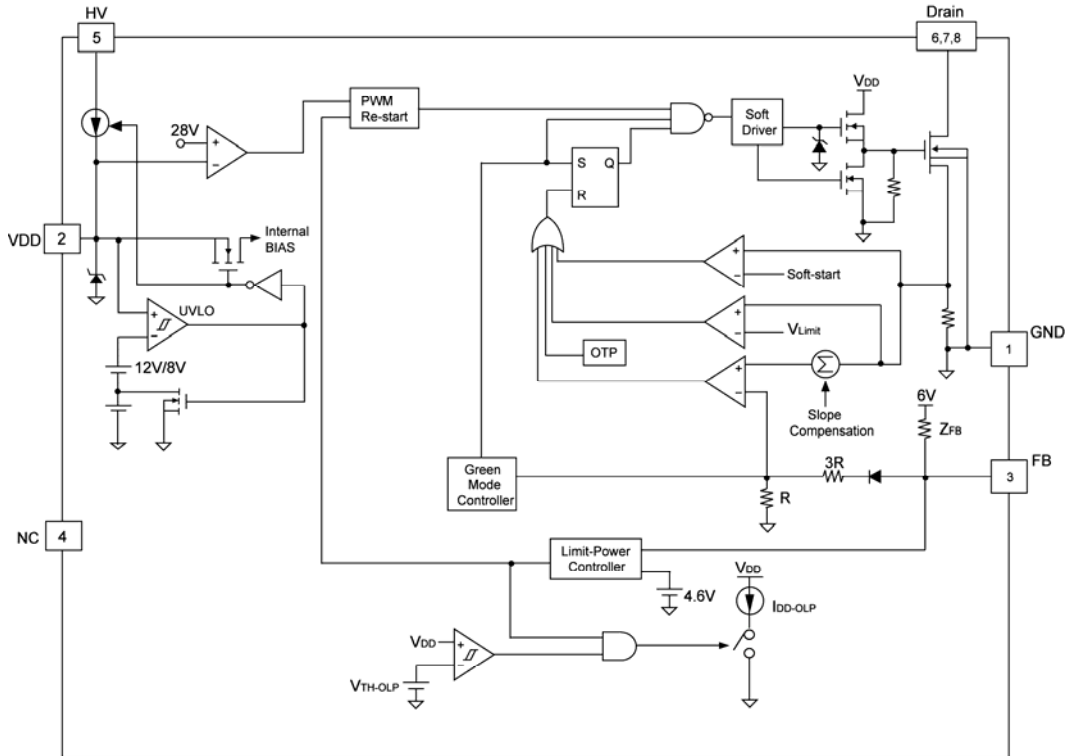 HV
5
Drain
6,7,8
VDD
PWM
Re-start
28V
+
−
Soft
Driver
S
Q
R
VDD
2
Internal
BIAS
+
−
Soft-start
UVLO
+
−
+
−
VLimit
GND
1
12V/8V
OTP
+
−
Σ
Slope
Compensation
6V
ZFB
FB
3
Green
Mode
Controller
3R
R
NC
4
Limit-Power
Controller
4.6V
VDD
IDD-OLP
VDD
+
−
VTH-OLP